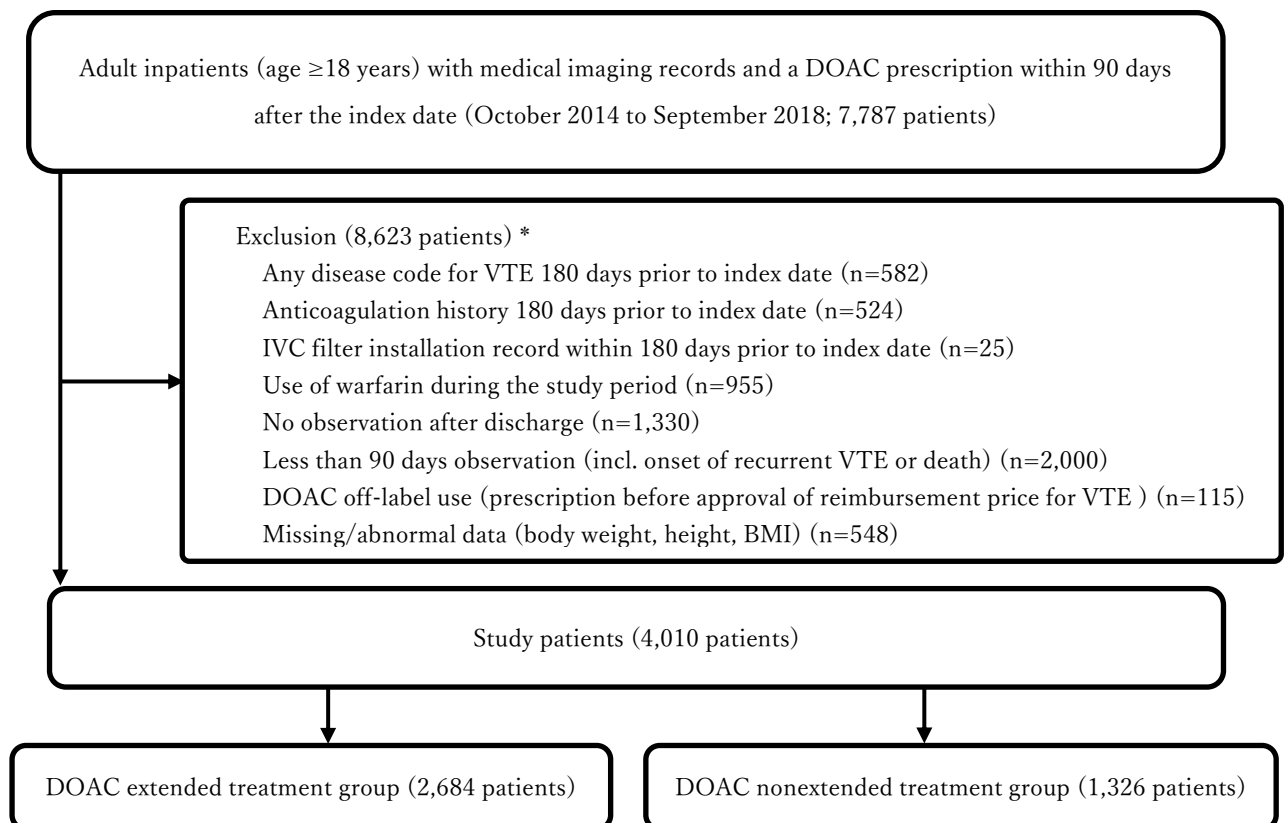 Adult inpatients (age ≥18 years) with medical imaging records and a DOAC prescription within 90 days
after the index date (October 2014 to September 2018; 7,787 patients)
Exclusion (8,623 patients) *
Any disease code for VTE 180 days prior to index date (n=582)
Anticoagulation history 180 days prior to index date (n=524)
IVC filter installation record within 180 days prior to index date (n=25)
Use of warfarin during the study period (n=955)
No observation after discharge (n=1,330)
Less than 90 days observation (incl. onset of recurrent VTE or death) (n=2,000)
DOAC off-label use (prescription before approval of reimbursement price for VTE ) (n=115)
Missing/abnormal data (body weight, height, BMI) (n=548)
Study patients (4,010 patients)
DOAC extended treatment group (2,684 patients)
DOAC nonextended treatment group (1,326 patients)